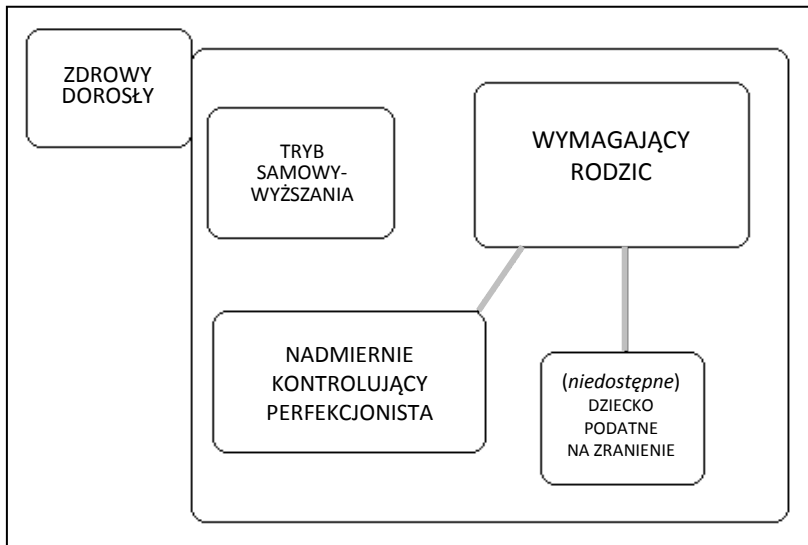 ZDROWY
DOROSŁY
TRYB
SAMOWY-
WYŻSZANIA
WYMAGAJĄCY
RODZIC
NADMIERNIE
KONTROLUJĄCY
PERFEKCJONISTA
(niedostępne)
DZIECKO
PODATNE
NA ZRANIENIE